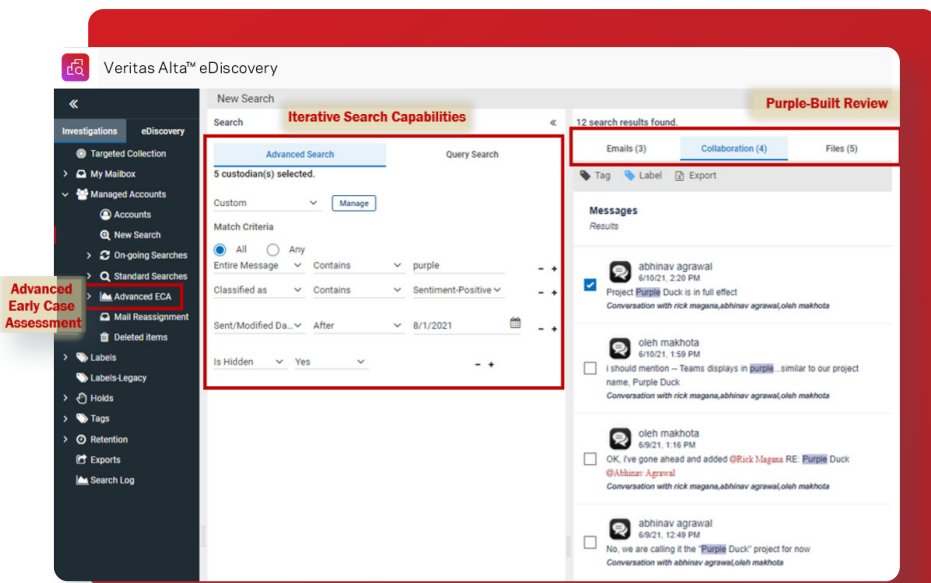 Veritas Alta™ eDiscovery
«
Investigations eDiscovery
Targeted Collection
My Mailbox
Managed Accounts
Accounts
New Search
On-going Searches
Standard Searches
Advanced ECA
Mail Reassignment
Deleted items
Labels
Labels-Legacy
Holds
Tags
Retention
Exports
Search Log
Advanced
Early Case
Assessment
New Search
Search
Iterative Search Capabilities
«
Advanced Search Query Search
5 custodian(s) selected.
Custom Manage
Match Criteria
All Any
Entire Message Contains purple - +
Classified as Contains Sentiment-Positive - +
Sent/Modified Da... After 8/1/2021 - +
Is Hidden Yes - +
Purple-Built Review
12 search results found.
Emails (3) Collaboration (4) Files (5)
Tag Label Export
Messages
Results
abhinav agrawal
6/10/21, 2:20 PM
Project Purple Duck is in full effect
Conversation with rick magana,abhinav agrawal,oleh makhota
oleh makhota
6/10/21, 1:59 PM
i should mention -- Teams displays in purple...similar to our project
name, Purple Duck
Conversation with rick magana,abhinav agrawal,oleh makhota
oleh makhota
6/9/21, 1:16 PM
OK, i've gone ahead and added @Rick Magana RE: Purple Duck
@Abhinav Agrawal
Conversation with rick magana,abhinav agrawal,oleh makhota
abhinav agrawal
6/9/21, 12:49 PM
No, we are calling it the "Purple Duck" project for now
Conversation with abhinav agrawal,oleh makhota